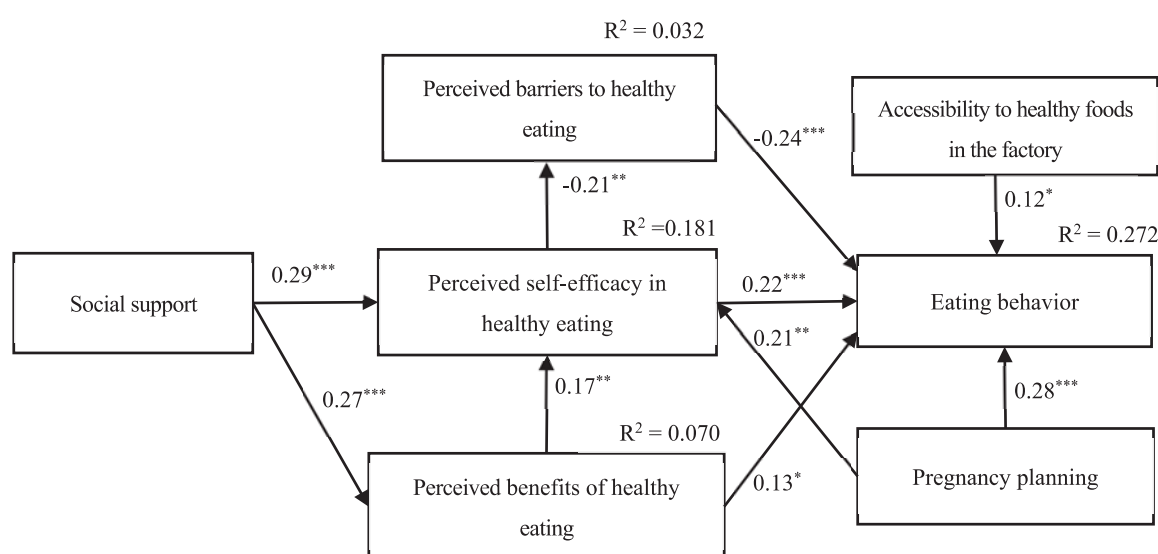 R² = 0.032
Perceived barriers to healthy
eating
Accessibility to healthy foods
in the factory
-0.24***
-0.21**
0.12*
R² =0.181
R² = 0.272
Social support
0.29***
Perceived self-efficacy in
healthy eating
0.22***
Eating behavior
0.21**
0.27***
0.17**
0.28***
R² = 0.070
Perceived benefits of healthy
eating
0.13*
Pregnancy planning